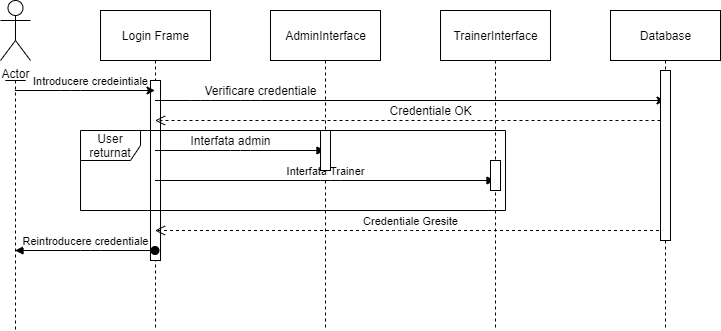 Login Frame
AdminInterface
TrainerInterface
Database
Actor
Introducere credeintiale
Verificare credentiale
Credentiale OK
User
returnat
Interfata admin
Interfata Trainer
Credentiale Gresite
Reintroducere credentiale